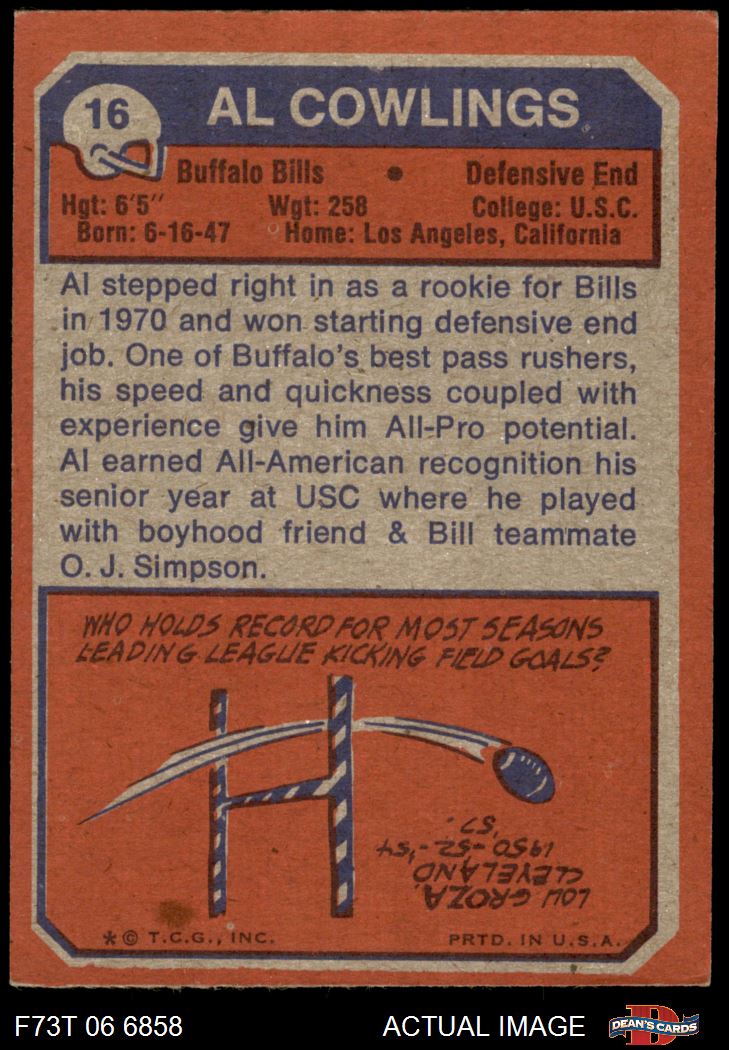 16
AL COWLINGS
Buffalo Bills • Defensive End
Hgt: 6'5" Wgt: 258 College: U.S.C.
Born: 6-16-47 Home: Los Angeles, California
Al stepped right in as a rookie for Bills
in 1970 and won starting defensive end
job. One of Buffalo's best pass rushers,
his speed and quickness coupled with
experience give him All-Pro potential.
Al earned All-American recognition his
senior year at USC where he played
with boyhood friend & Bill teammate
O. J. Simpson.
WHO HOLDS RECORD FOR MOST SEASONS
LEADING LEAGUE KICKING FIELD GOALS?
LOU GROZA,
CLEVELAND
1950-'52-'54-
'57
* © T.C.G., INC. PRTD. IN U.S.A.
F73T 06 6858 ACTUAL IMAGE
D
DEAN'S CARDS